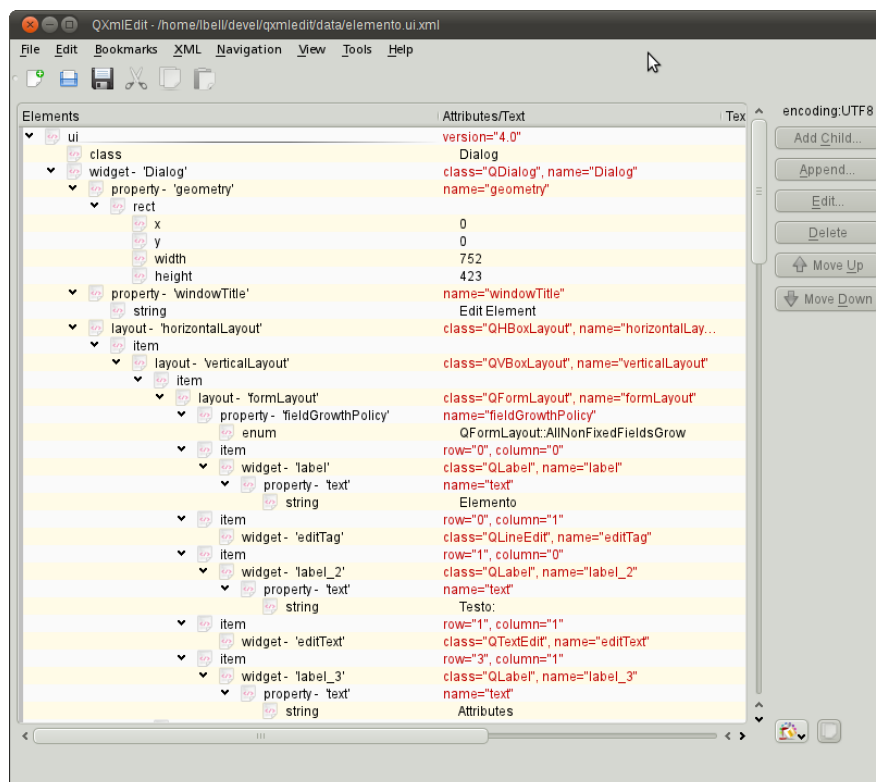 QXmlEdit - /home/lbell/devel/qxmledit/data/elemento.ui.xml
File Edit Bookmarks XML Navigation View Tools Help
Elements Attributes/Text Tex
encoding:UTF8
ui version="4.0"
class Dialog
widget - 'Dialog' class="QDialog", name="Dialog"
property - 'geometry' name="geometry"
rect
x 0
y 0
width 752
height 423
property - 'windowTitle' name="windowTitle"
string Edit Element
layout - 'horizontalLayout' class="QHBoxLayout", name="horizontalLay...
item
layout - 'verticalLayout' class="QVBoxLayout", name="verticalLayout"
item
layout - 'formLayout' class="QFormLayout", name="formLayout"
property - 'fieldGrowthPolicy' name="fieldGrowthPolicy"
enum QFormLayout::AllNonFixedFieldsGrow
item row="0", column="0"
widget - 'label' class="QLabel", name="label"
property - 'text' name="text"
string Elemento
item row="0", column="1"
widget - 'editTag' class="QLineEdit", name="editTag"
item row="1", column="0"
widget - 'label_2' class="QLabel", name="label_2"
property - 'text' name="text"
string Testo:
item row="1", column="1"
widget - 'editText' class="QTextEdit", name="editText"
item row="3", column="1"
widget - 'label_3' class="QLabel", name="label_3"
property - 'text' name="text"
string Attributes
Add Child...
Append...
Edit...
Delete
Move Up
Move Down